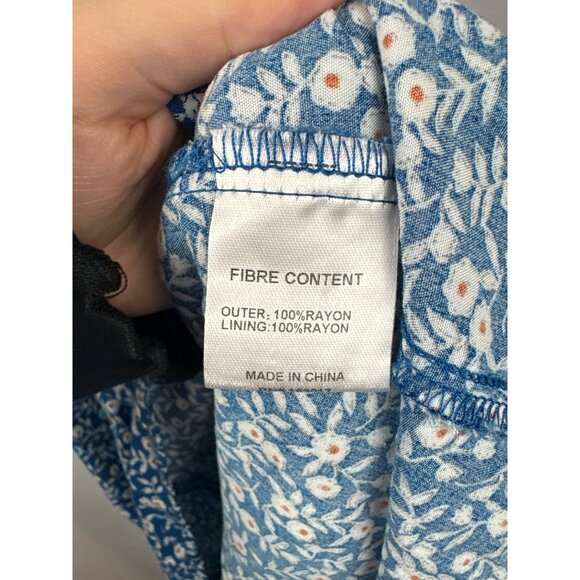 FIBRE CONTENT
OUTER: 100%RAYON
LINING:100%RAYON
MADE IN CHINA